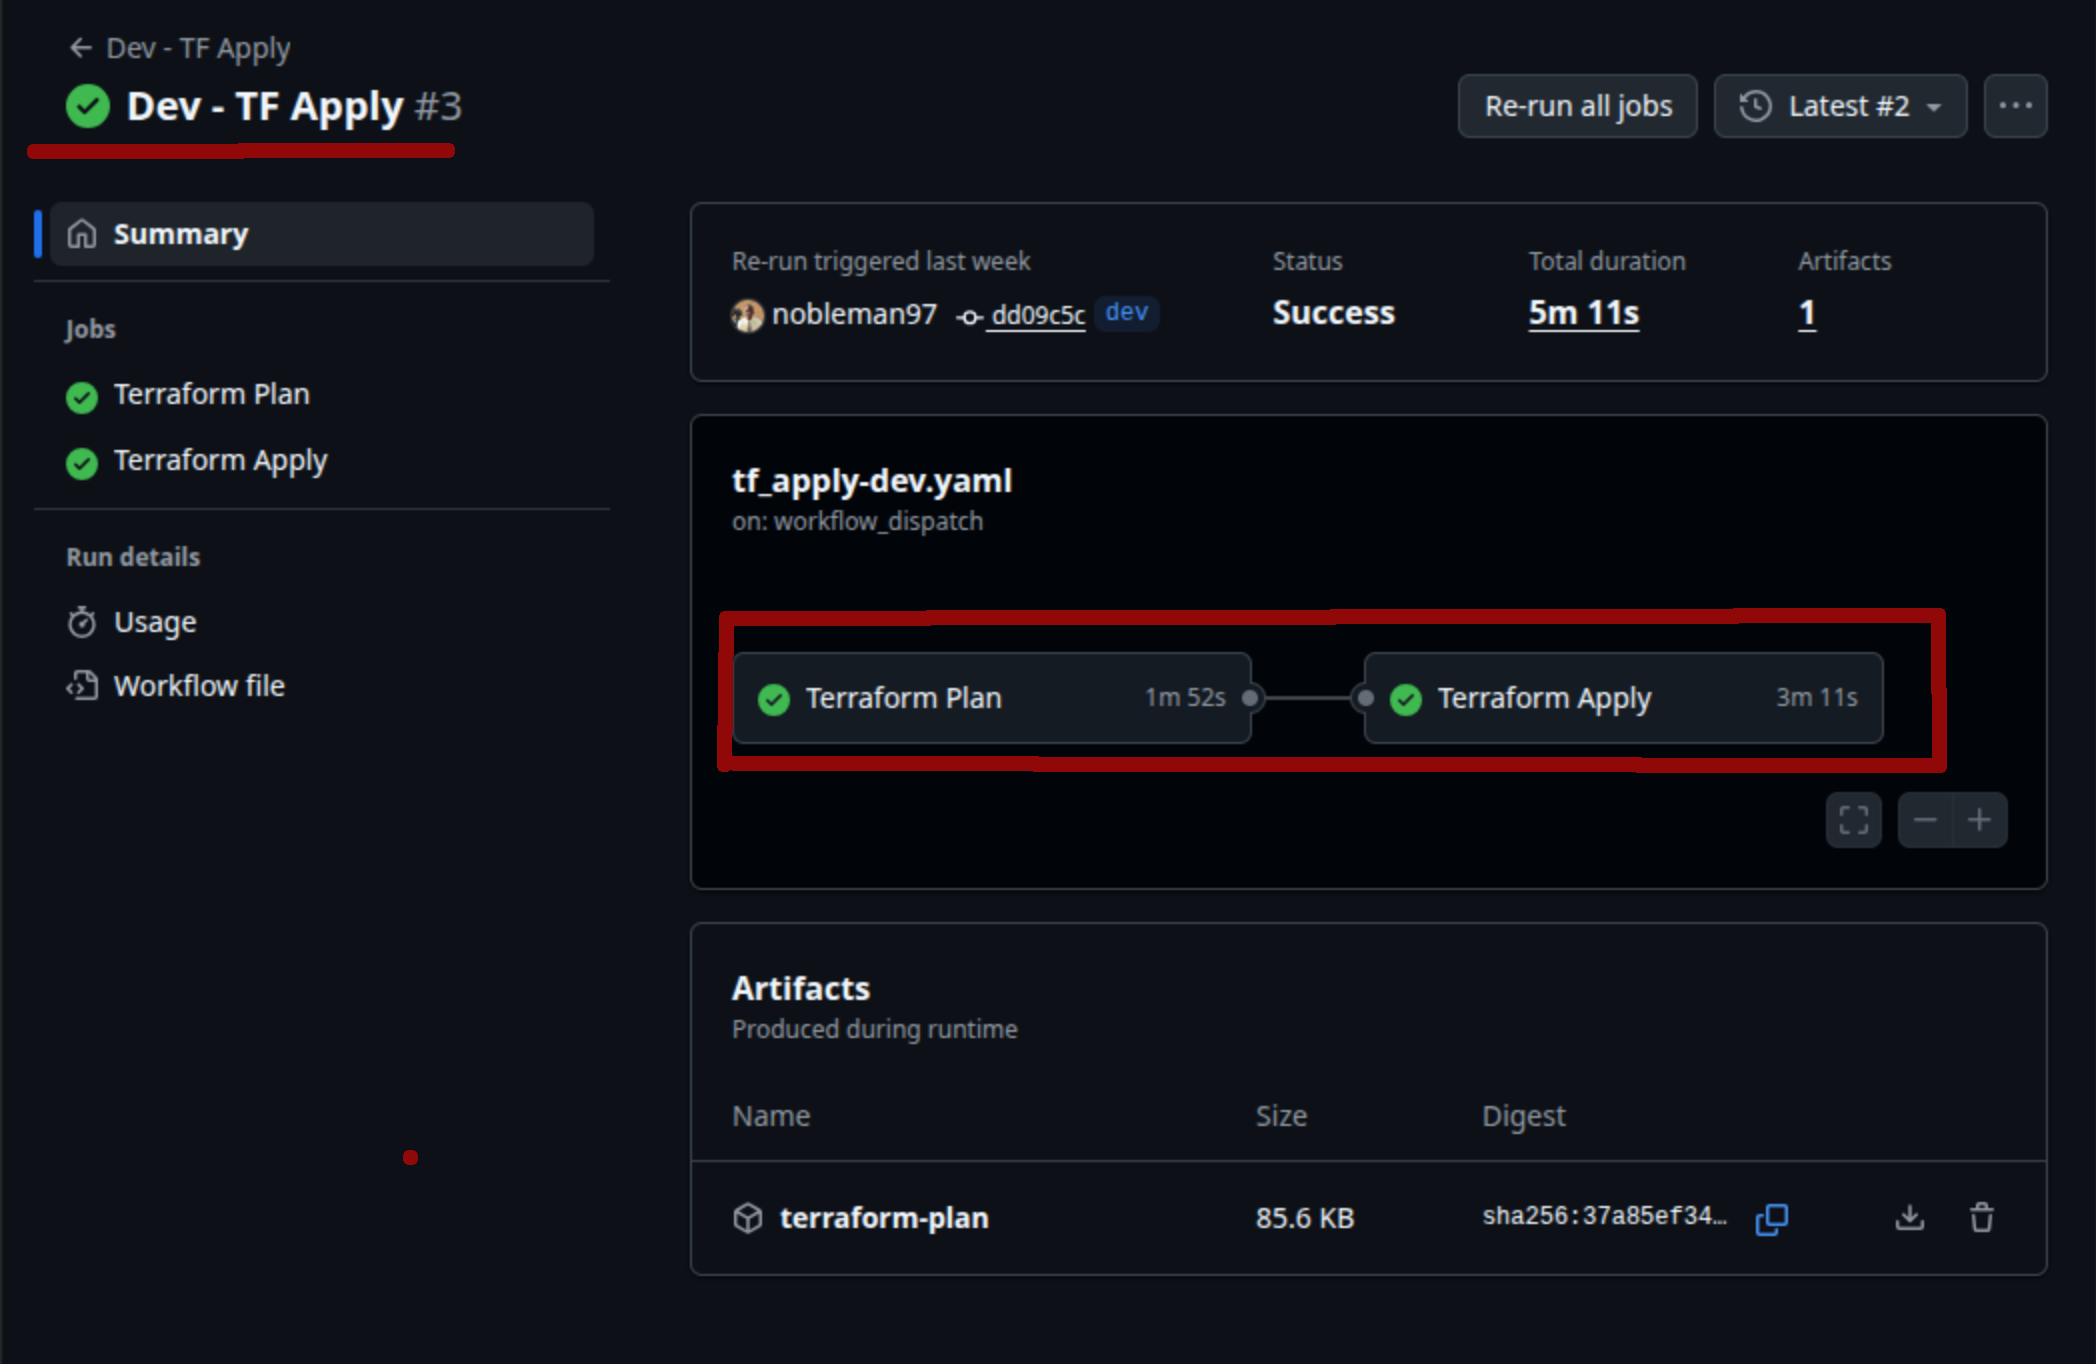 Dev - TF Apply
Dev - TF Apply #3
Re-run all jobs
Latest #2
Summary
Jobs
Terraform Plan
Terraform Apply
Run details
Usage
Workflow file
Re-run triggered last week
nobleman97 dd09c5c dev
Status
Success
Total duration
5m 11s
Artifacts
1
tf_apply-dev.yaml
on: workflow_dispatch
Terraform Plan 1m 52s
Terraform Apply 3m 11s
Artifacts
Produced during runtime
Name Size Digest
terraform-plan 85.6 KB sha256:37a85ef34…